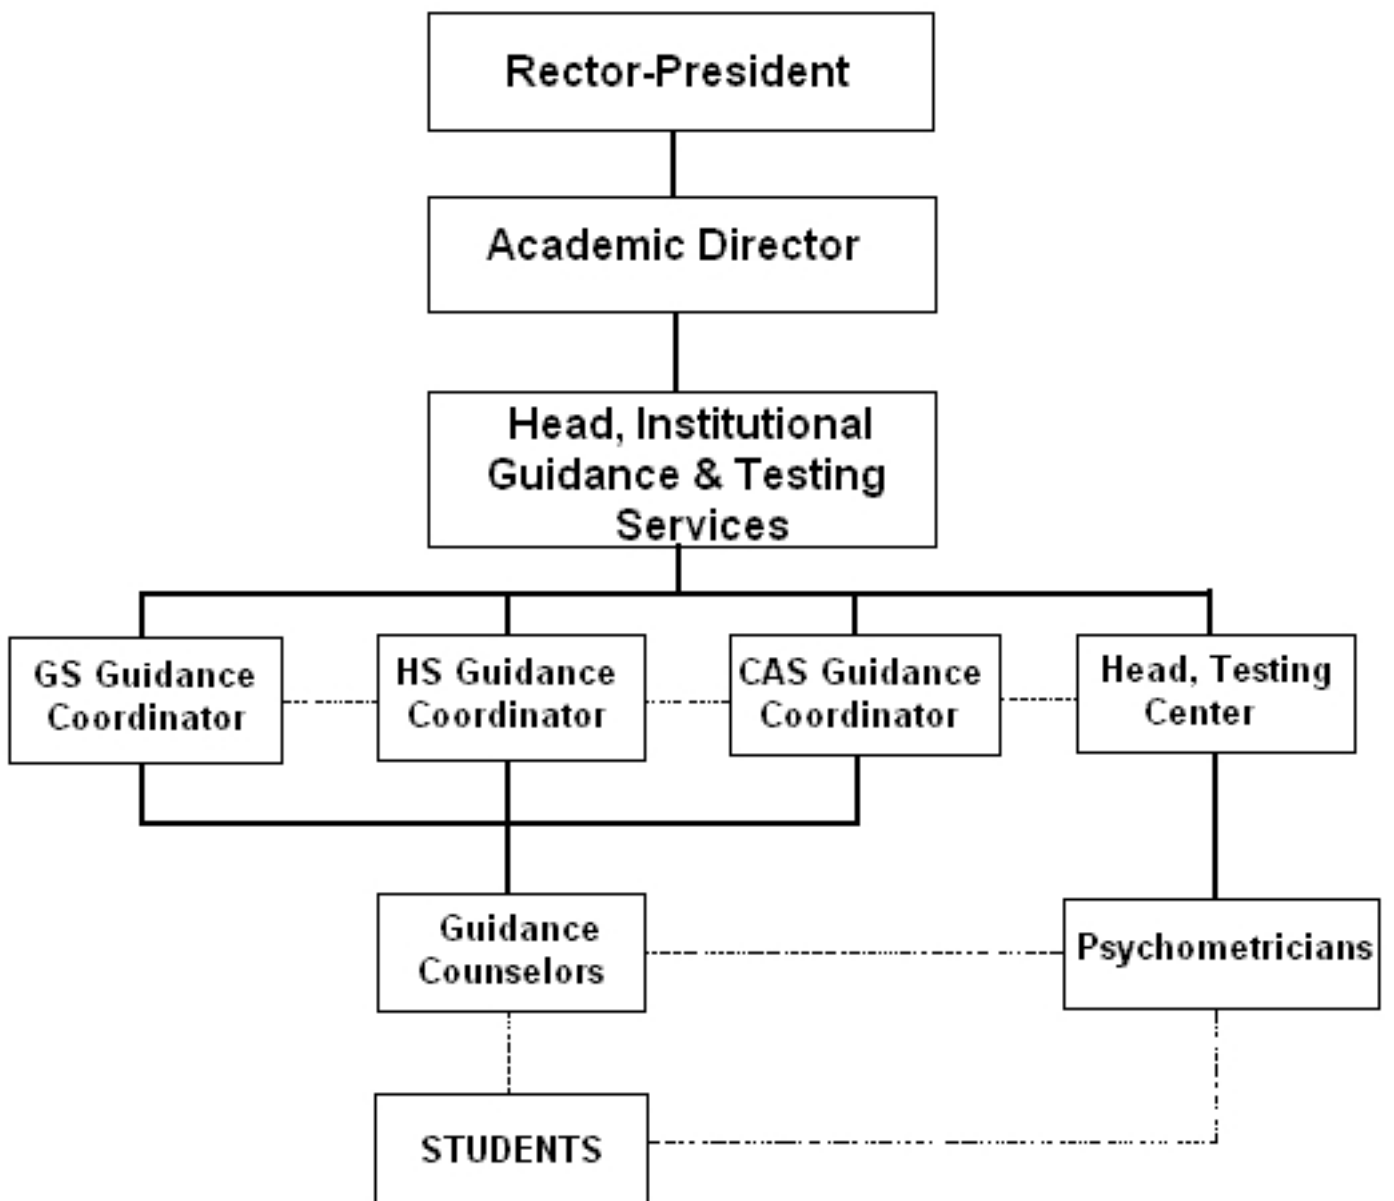 Rector-President
Academic Director
Head, Institutional
Guidance & Testing
Services
GS Guidance
Coordinator
HS Guidance
Coordinator
CAS Guidance
Coordinator
Head, Testing
Center
Guidance
Counselors
Psychometricians
STUDENTS